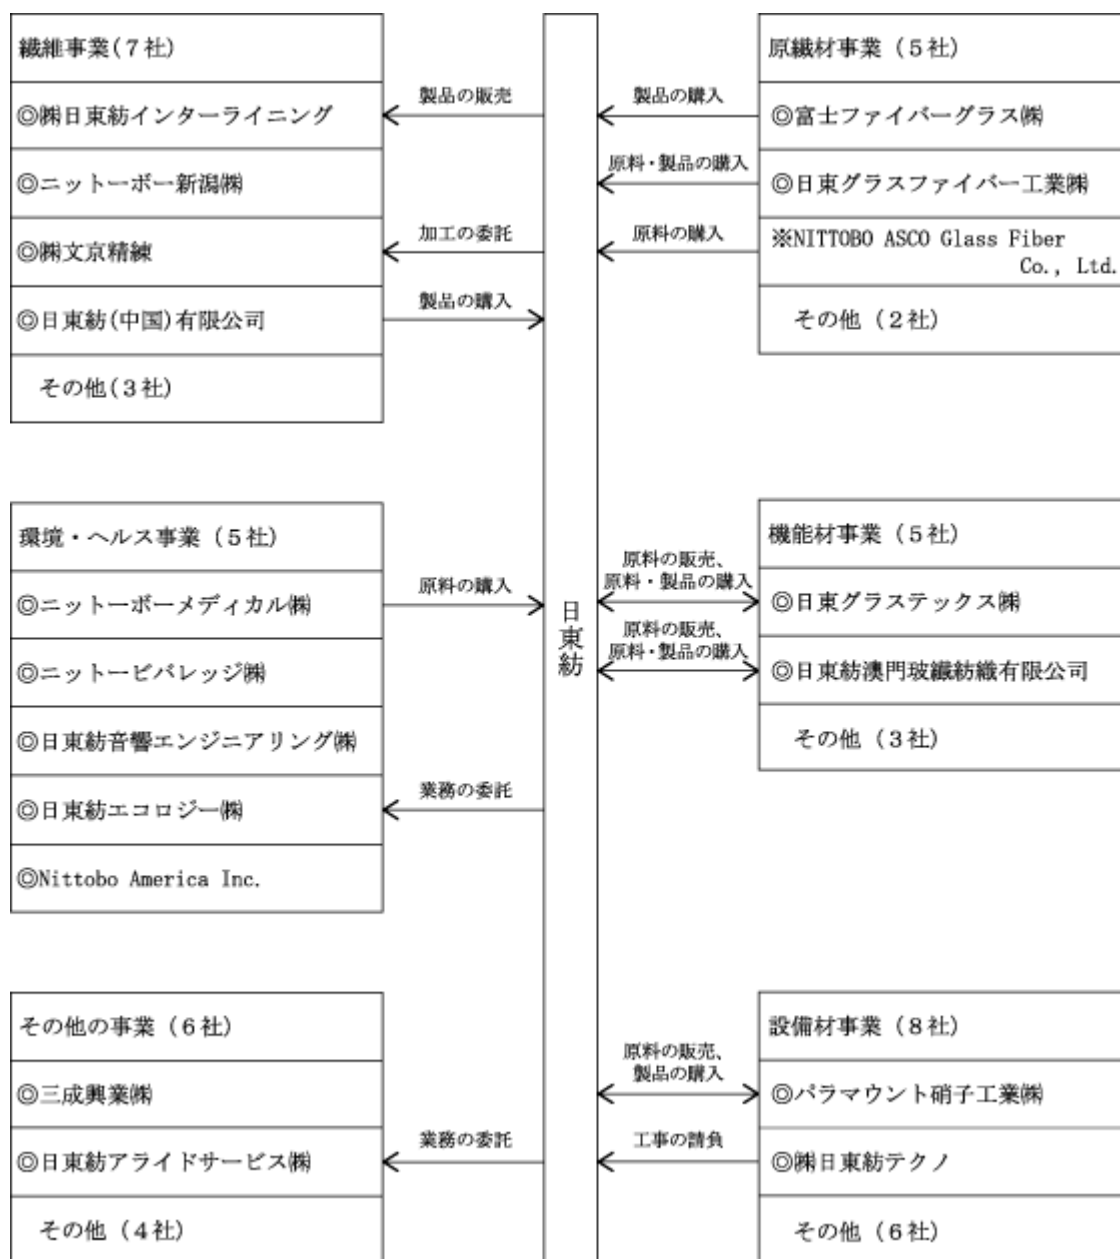 繊維事業(7社)
◎㈱日東紡インターライニング
◎ニットーボー新潟㈱
◎㈱文京精練
◎日東紡(中国)有限公司
その他(3社)
製品の販売
加工の委託
製品の購入
原繊材事業(5社)
◎富士ファイバーグラス㈱
◎日東グラスファイバー工業㈱
※NITTOBO ASCO Glass Fiber
Co., Ltd.
その他(2社)
製品の購入
原料・製品の購入
原料の購入
環境・ヘルス事業(5社)
◎ニットーボーメディカル㈱
◎ニットービバレッジ㈱
◎日東紡音響エンジニアリング㈱
◎日東紡エコロジー㈱
◎Nittobo America Inc.
原料の購入
業務の委託
日東紡
機能材事業(5社)
◎日東グラステックス㈱
◎日東紡澳門玻纖紡織有限公司
その他(3社)
原料の販売、
原料・製品の購入
原料の販売、
原料・製品の購入
その他の事業(6社)
◎三成興業㈱
◎日東紡アライドサービス㈱
その他(4社)
業務の委託
設備材事業(8社)
◎パラマウント硝子工業㈱
◎㈱日東紡テクノ
その他(6社)
原料の販売、
製品の購入
工事の請負